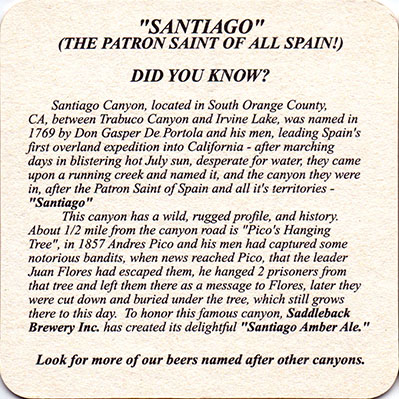 "SANTIAGO"
(THE PATRON SAINT OF ALL SPAIN!)
DID YOU KNOW?
Santiago Canyon, located in South Orange County,
CA, between Trabuco Canyon and Irvine Lake, was named in
1769 by Don Gasper De Portola and his men, leading Spain's
first overland expedition into California - after marching
days in blistering hot July sun, desperate for water, they came
upon a running creek and named it, and the canyon they were
in, after the Patron Saint of Spain and all it's territories -
"Santiago"
This canyon has a wild, rugged profile, and history.
About 1/2 mile from the canyon road is "Pico's Hanging
Tree", in 1857 Andres Pico and his men had captured some
notorious bandits, when news reached Pico, that the leader
Juan Flores had escaped them, he hanged 2 prisoners from
that tree and left them there as a message to Flores, later they
were cut down and buried under the tree, which still grows
there to this day. To honor this famous canyon, Saddleback
Brewery Inc. has created its delightful "Santiago Amber Ale."
Look for more of our beers named after other canyons.